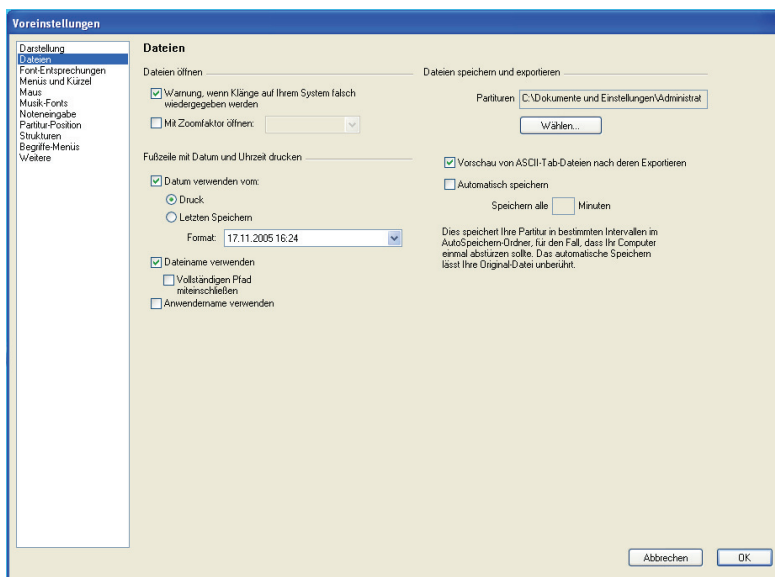 Voreinstellungen
Darstellung
Dateien
Font-Entsprechungen
Menüs und Kürzel
Maus
Musik-Fonts
Noteneingabe
Partitur-Position
Strukturen
Begriffe-Menüs
Weitere
Dateien
Dateien öffnen
Warnung, wenn Klänge auf Ihrem System falsch
wiedergegeben werden
Mit Zoomfaktor öffnen:
Fußzeile mit Datum und Uhrzeit drucken
Datum verwenden vom:
Druck
Letzten Speichern
Format: 17.11.2005 16:24
Dateiname verwenden
Vollständigen Pfad
miteinschließen
Anwendername verwenden
Dateien speichern und exportieren
Partituren C:\Dokumente und Einstellungen\Administrat
Wählen...
Vorschau von ASCII-Tab-Dateien nach deren Exportieren
Automatisch speichern
Speichern alle Minuten
Dies speichert Ihre Partitur in bestimmten Intervallen im
AutoSpeichern-Ordner, für den Fall, dass Ihr Computer
einmal abstürzen sollte. Das automatische Speichern
lässt Ihre Original-Datei unberührt.
Abbrechen OK